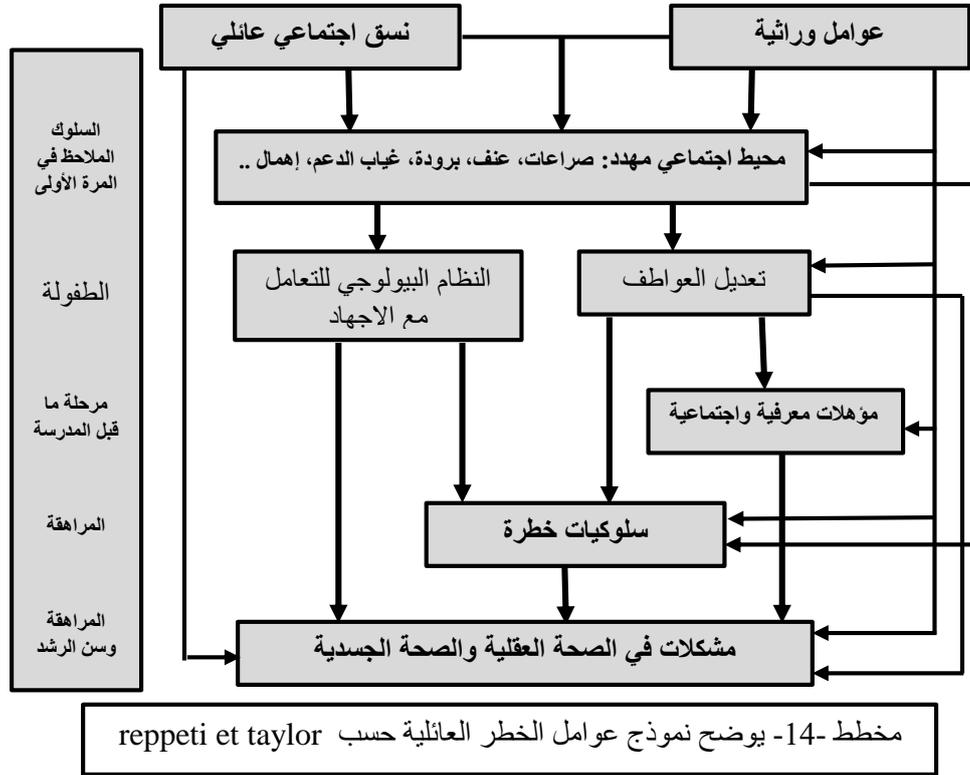 عوامل وراثية
نسق اجتماعي عائلي
السلوك
الملاحظ في
المرة الأولى
محيط اجتماعي مهدد: صراعات، عنف، برودة، غياب الدعم، إهمال ..
الطفولة
تعديل العواطف
النظام البيولوجي للتعامل
مع الاجهاد
مرحلة ما
قبل المدرسة
مؤهلات معرفية واجتماعية
المراهقة
سلوكيات خطرة
المراهقة
وسن الرشد
مشكلات في الصحة العقلية والصحة الجسدية
مخطط -14- يوضح نموذج عوامل الخطر العائلية حسب reppeti et taylor